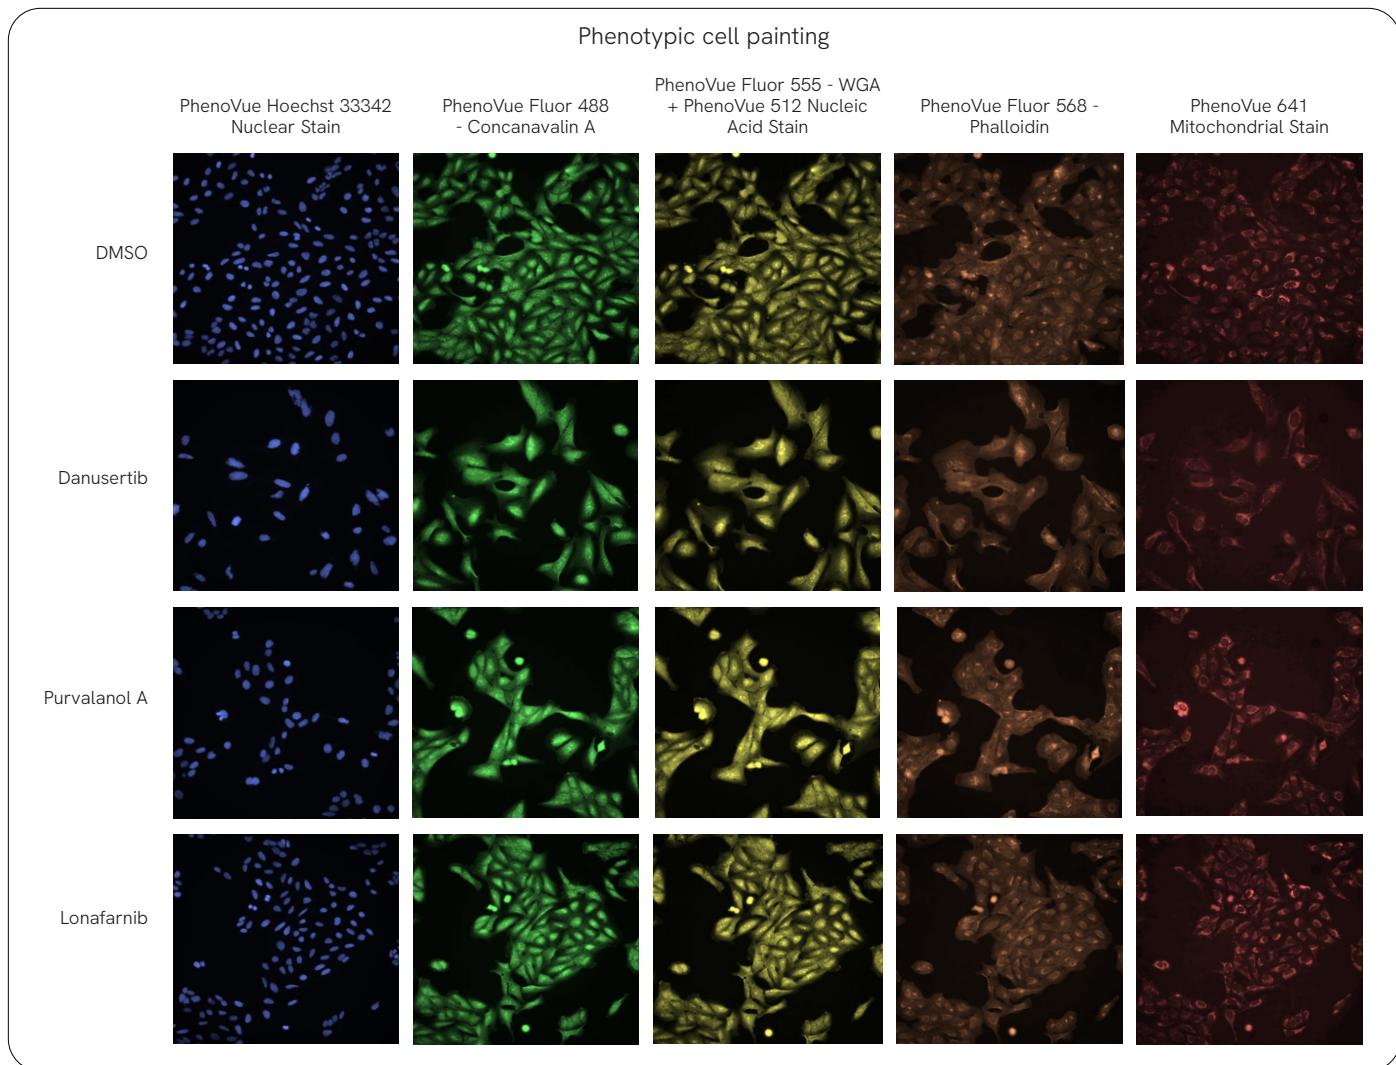 Phenotypic cell painting
PhenoVue Hoechst 33342
Nuclear Stain
PhenoVue Fluor 488
- Concanavalin A
PhenoVue Fluor 555 - WGA
+ PhenoVue 512 Nucleic
Acid Stain
PhenoVue Fluor 568 -
Phalloidin
PhenoVue 641
Mitochondrial Stain
DMSO
Danusertib
Purvalanol A
Lonafarnib